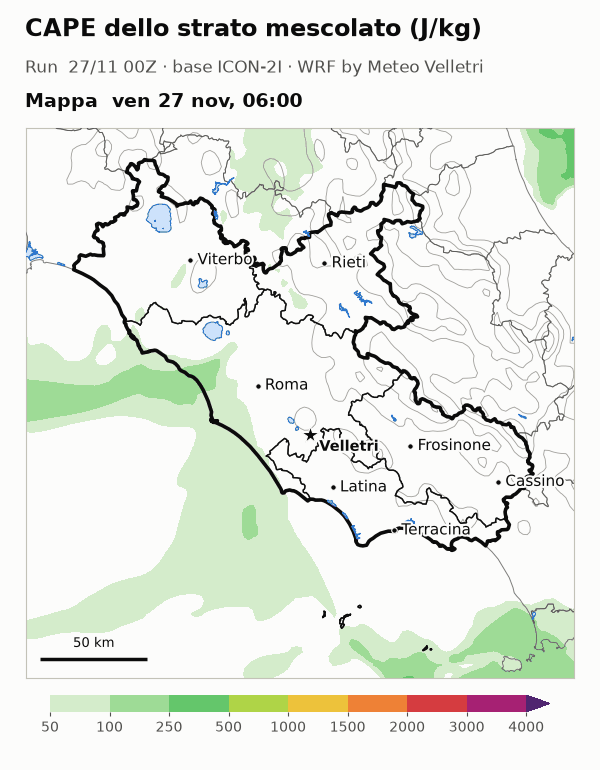 CAPE dello strato mescolato (J/kg)
Run  27/11 00Z · base ICON-2I · WRF by Meteo Velletri
Mappa  ven 27 nov, 06:00
Viterbo
Rieti
Roma
Velletri
Frosinone
Cassino
Latina
Terracina
50 km
50 100 250 500 1000 1500 2000 3000 4000